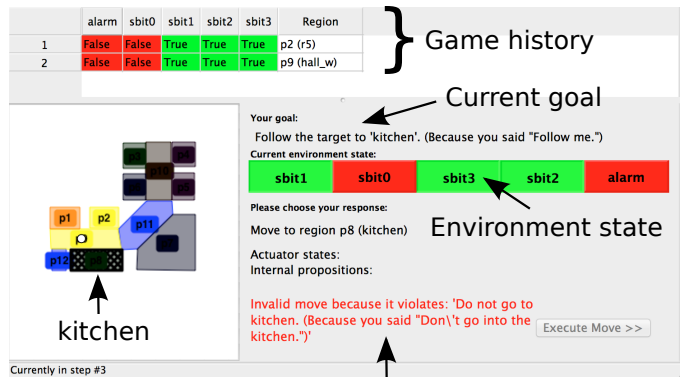 alarm sbit0 sbit1 sbit2 sbit3 Region
1 False False True True True p2 (r5)
2 False False True True True p9 (hall_w)
Game history
Current goal
Your goal:
Follow the target to 'kitchen'. (Because you said "Follow me.")
Current environment state:
sbit1 sbit0 sbit3 sbit2 alarm
Please choose your response:
Move to region p8 (kitchen)
Environment state
Actuator states:
Internal propositions:
p4
p10
p1 p2 p11
p12 p8
kitchen
Invalid move because it violates: 'Do not go to
kitchen. (Because you said "Don\'t go into the
kitchen.")'
Execute Move >>
Currently in step #3